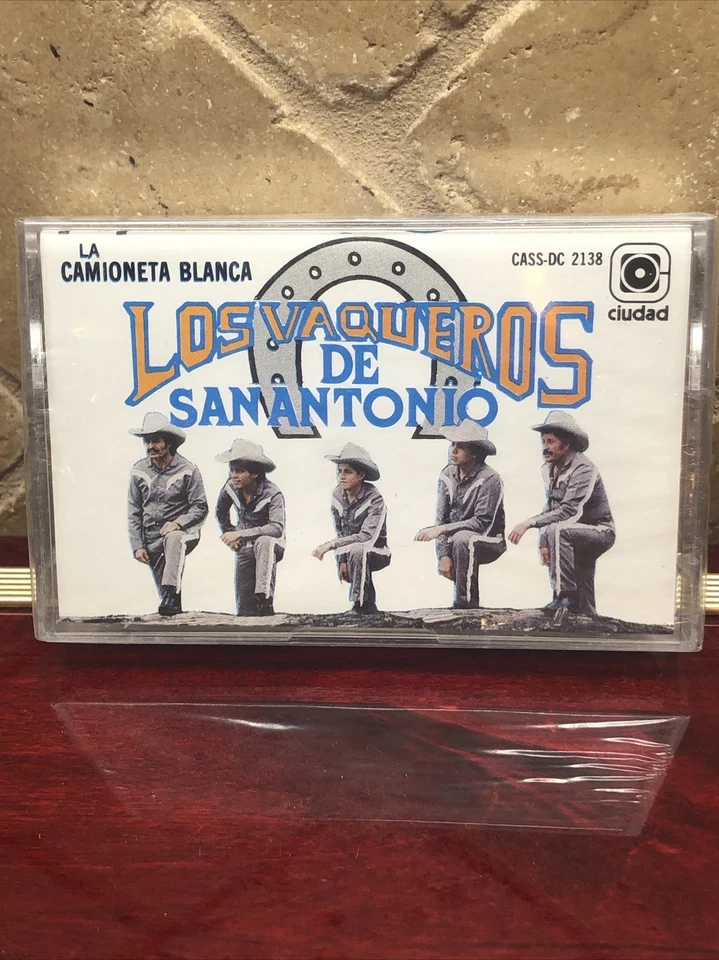 LA
CAMIONETA BLANCA
CASS-DC 2138
ciudad
LOS VAQUEROS
DE
SAN ANTONIO